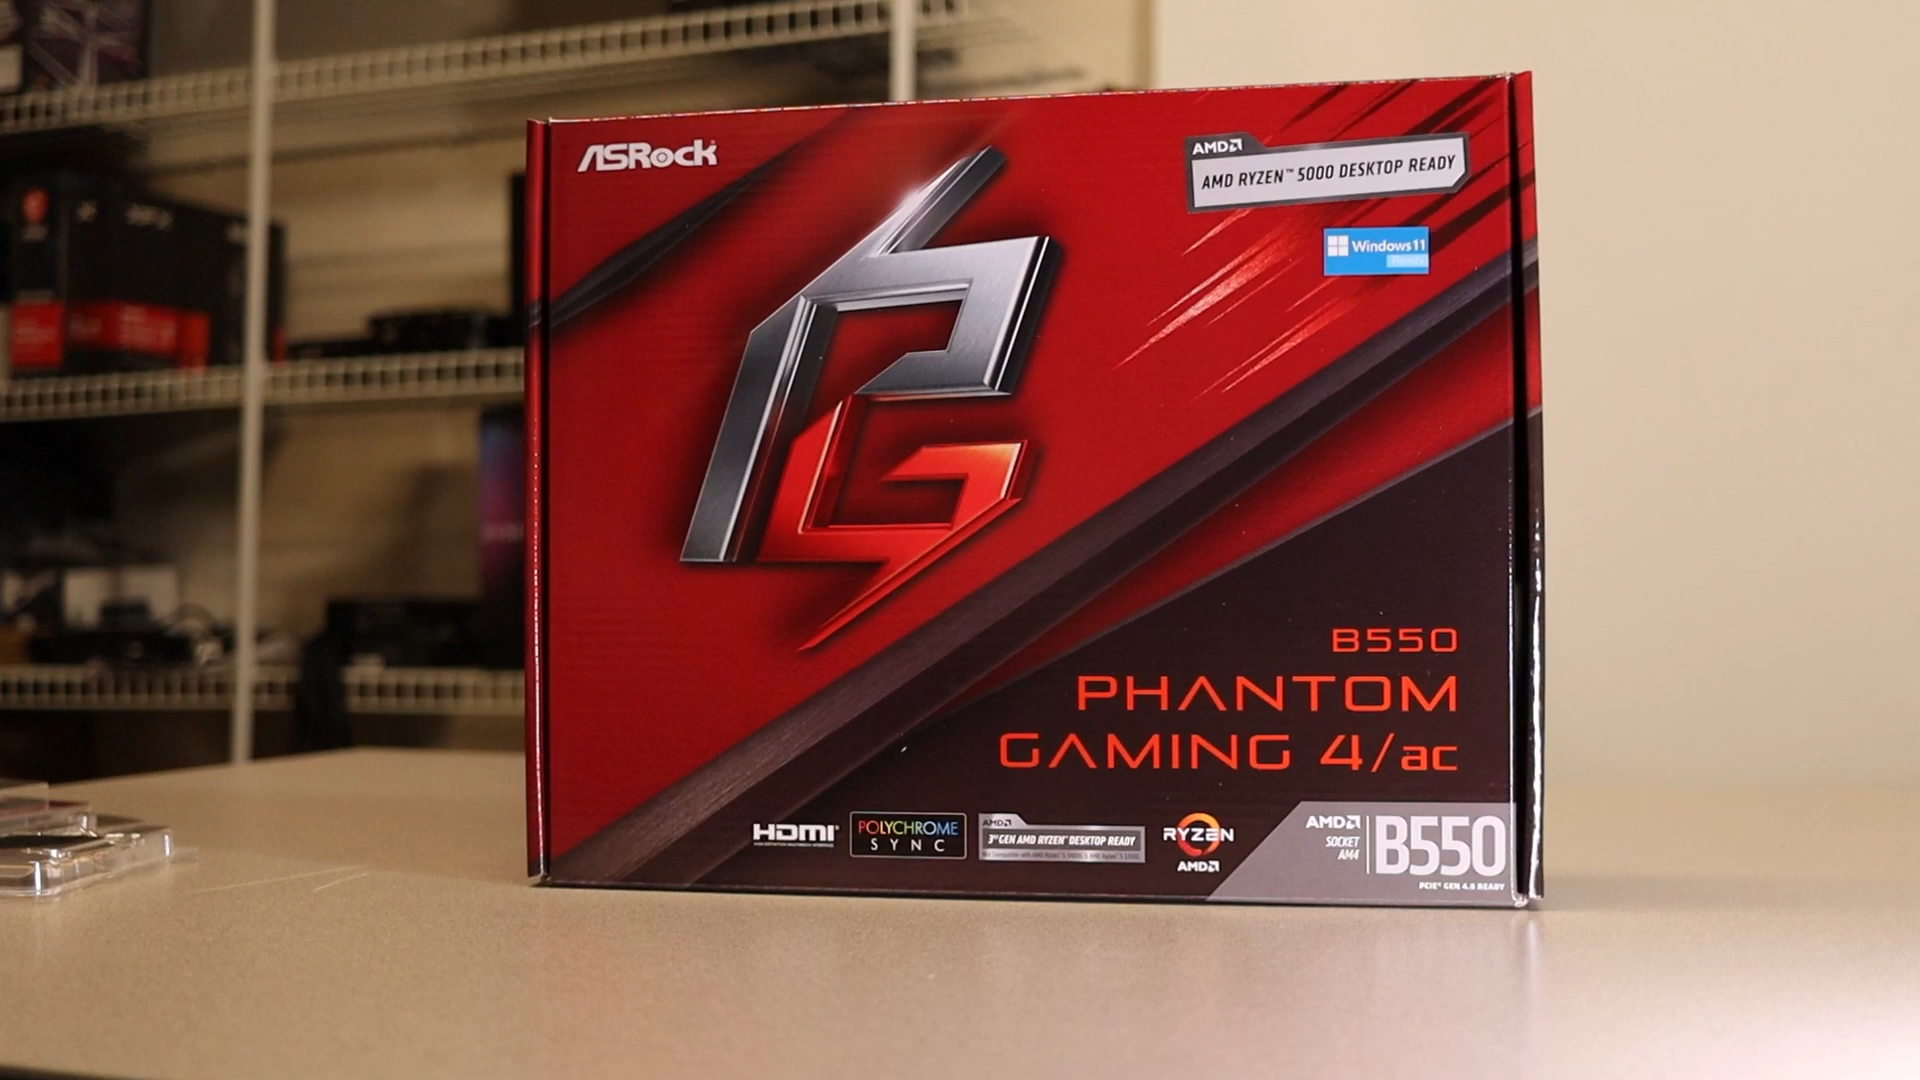 ASRock
AMD
AMD RYZEN™ 5000 DESKTOP READY
Windows 11
Ready
B550
PHANTOM
GAMING 4/ac
HDMI
POLYCHROME
SYNC
AMD
3rd GEN AMD RYZEN™ DESKTOP READY
RYZEN
AMD
AMD
SOCKET
AM4
B550
PCIe® GEN 4.0 READY